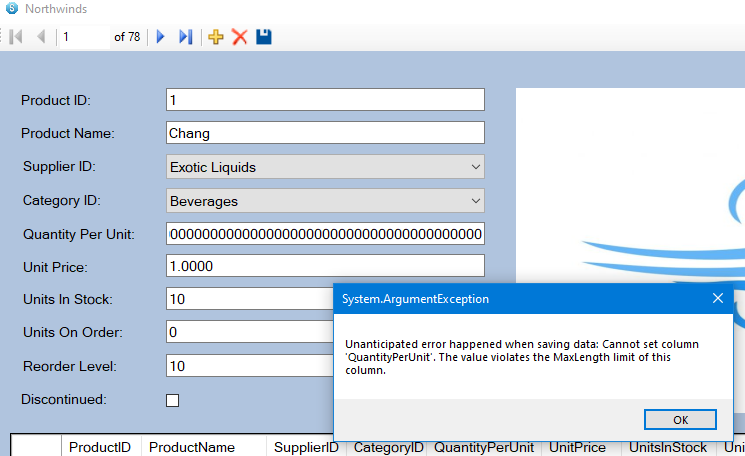 S Northwinds
1 of 78
Product ID: 1
Product Name: Chang
Supplier ID: Exotic Liquids
Category ID: Beverages
Quantity Per Unit:
Unit Price: 1.0000
Units In Stock: 10
Units On Order: 0
Reorder Level: 10
Discontinued:
System.ArgumentException
Unanticipated error happened when saving data: Cannot set column
'QuantityPerUnit'. The value violates the MaxLength limit of this
column.
OK
ProductID ProductName SupplierID CategoryID QuantityPerUnit UnitPrice UnitsInStock